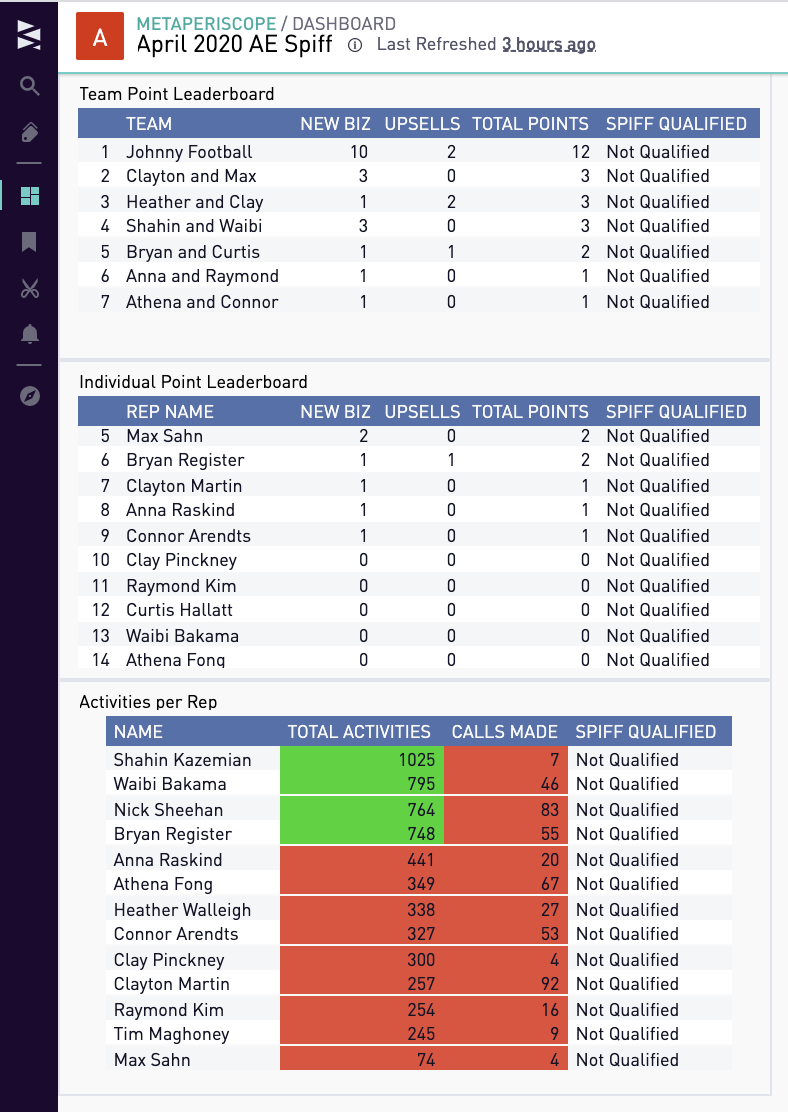 METAPERISCOPE / DASHBOARD
A
April 2020 AE Spiff Last Refreshed 3 hours ago
Team Point Leaderboard
TEAM NEW BIZ UPSELLS TOTAL POINTS SPIFF QUALIFIED
1 Johnny Football 10 2 12 Not Qualified
2 Clayton and Max 3 0 3 Not Qualified
3 Heather and Clay 1 2 3 Not Qualified
4 Shahin and Waibi 3 0 3 Not Qualified
5 Bryan and Curtis 1 1 2 Not Qualified
6 Anna and Raymond 1 0 1 Not Qualified
7 Athena and Connor 1 0 1 Not Qualified
Individual Point Leaderboard
REP NAME NEW BIZ UPSELLS TOTAL POINTS SPIFF QUALIFIED
5 Max Sahn 2 0 2 Not Qualified
6 Bryan Register 1 1 2 Not Qualified
7 Clayton Martin 1 0 1 Not Qualified
8 Anna Raskind 1 0 1 Not Qualified
9 Connor Arendts 1 0 1 Not Qualified
10 Clay Pinckney 0 0 0 Not Qualified
11 Raymond Kim 0 0 0 Not Qualified
12 Curtis Hallatt 0 0 0 Not Qualified
13 Waibi Bakama 0 0 0 Not Qualified
14 Athena Fong 0 0 0 Not Qualified
Activities per Rep
NAME TOTAL ACTIVITIES CALLS MADE SPIFF QUALIFIED
Shahin Kazemian 1025 7 Not Qualified
Waibi Bakama 795 46 Not Qualified
Nick Sheehan 764 83 Not Qualified
Bryan Register 748 55 Not Qualified
Anna Raskind 441 20 Not Qualified
Athena Fong 349 67 Not Qualified
Heather Walleigh 338 27 Not Qualified
Connor Arendts 327 53 Not Qualified
Clay Pinckney 300 4 Not Qualified
Clayton Martin 257 92 Not Qualified
Raymond Kim 254 16 Not Qualified
Tim Maghoney 245 9 Not Qualified
Max Sahn 74 4 Not Qualified